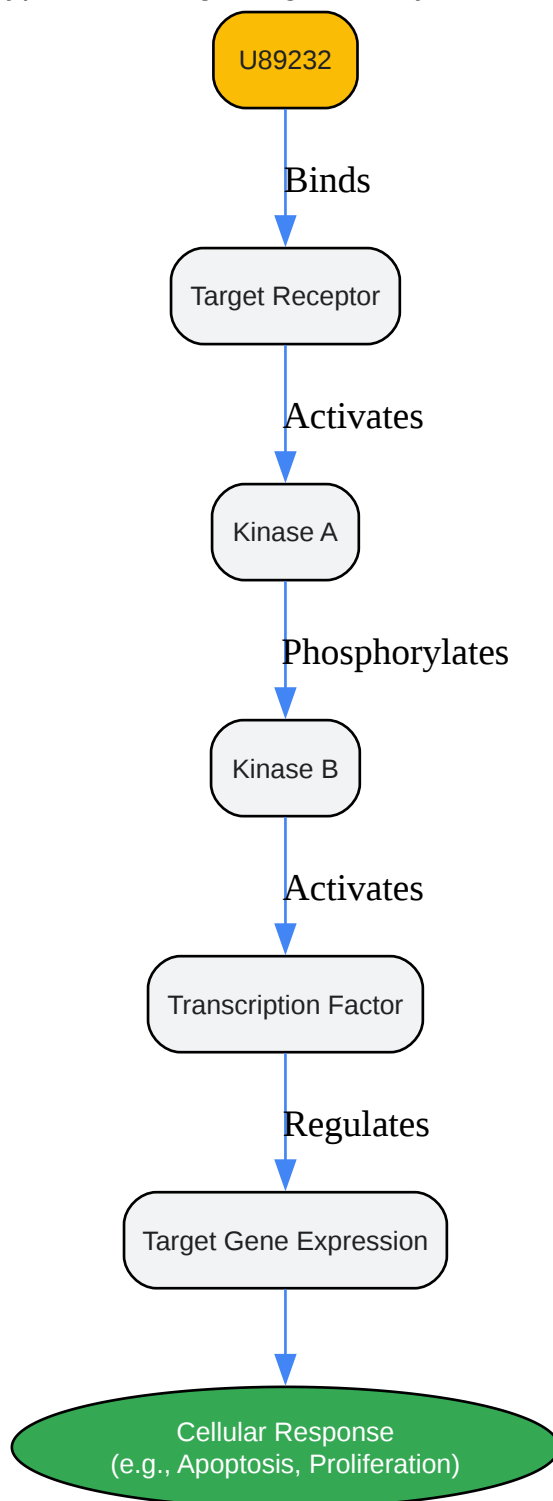 U89232
Binds
Target Receptor
Activates
Kinase A
Phosphorylates
Kinase B
Activates
Transcription Factor
Regulates
Target Gene Expression
Cellular Response
(e.g., Apoptosis, Proliferation)